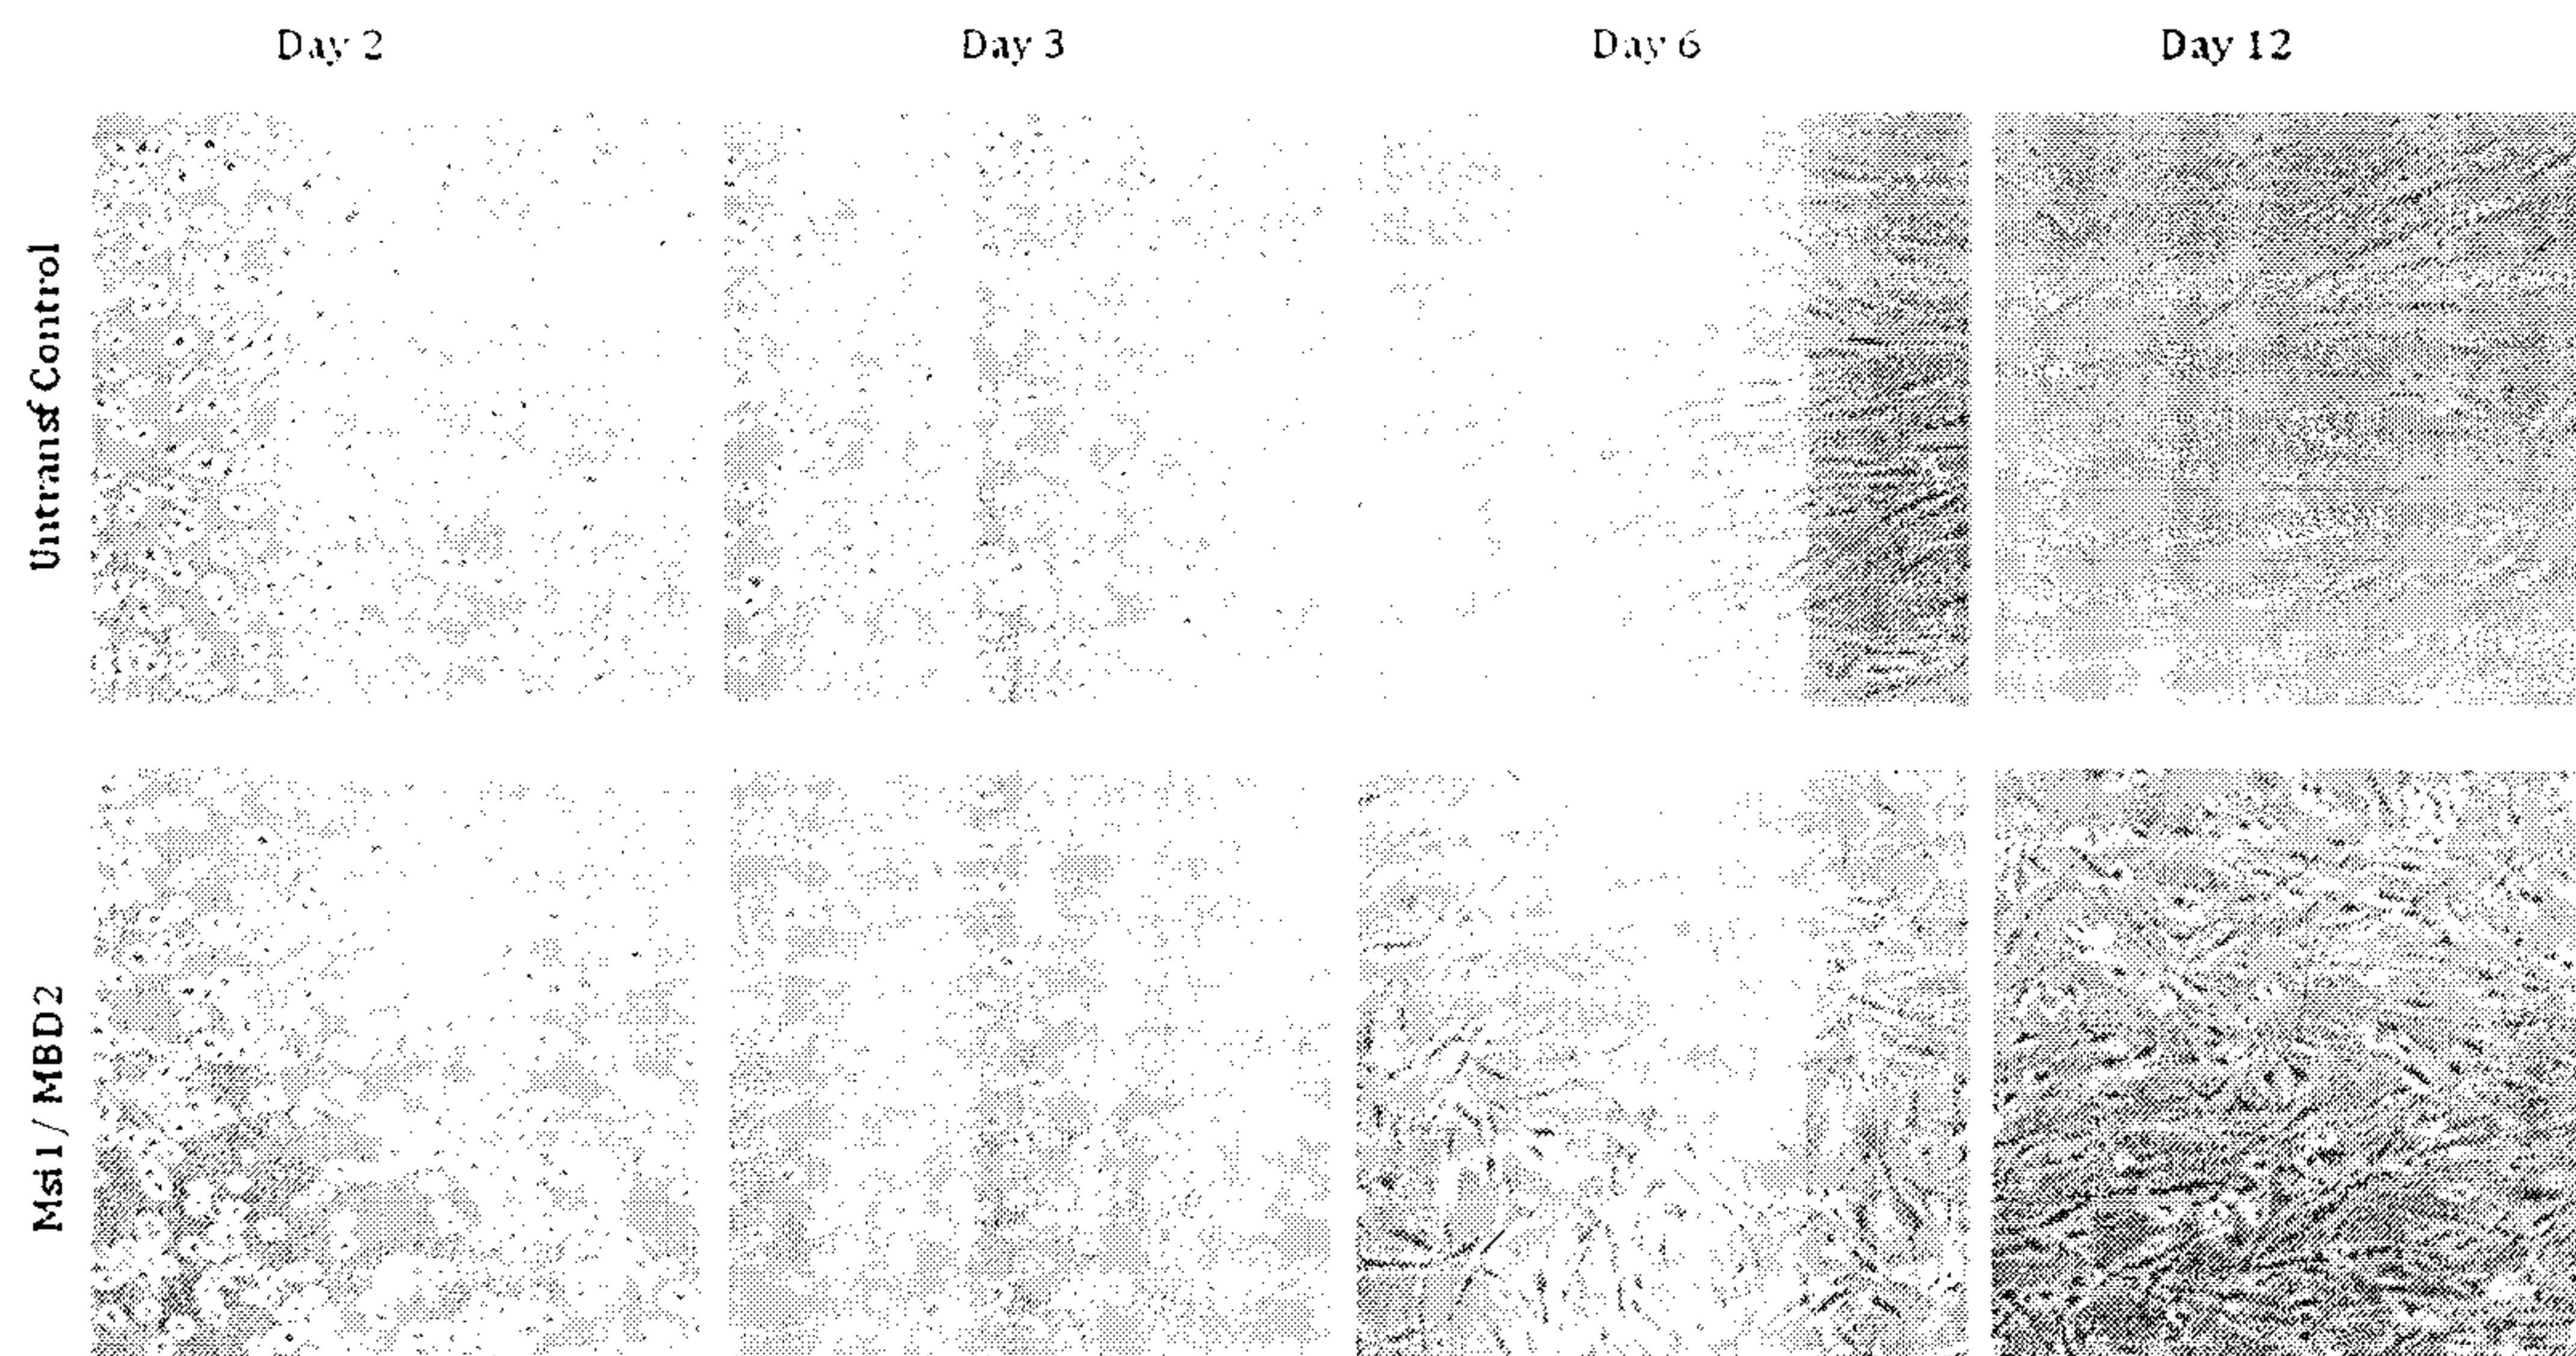 Day 2
Day 3
Day 6
Day 12
Untransf Control
Msi1 / MBD2